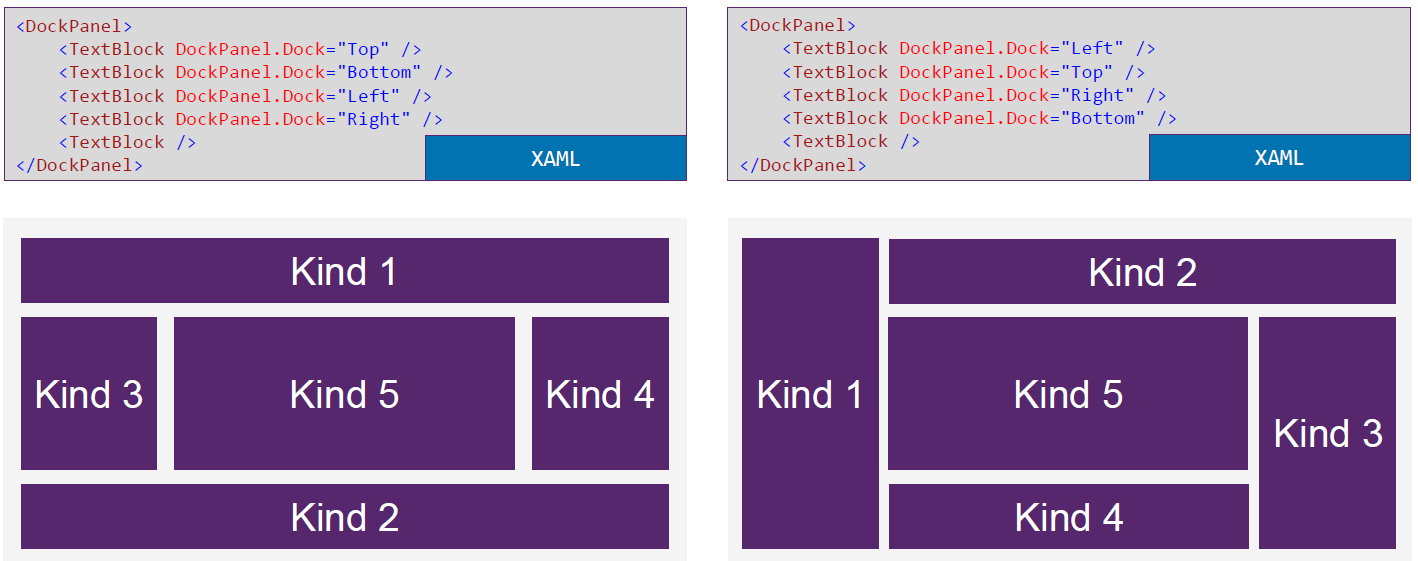 <DockPanel>
    <TextBlock DockPanel.Dock="Top" />
    <TextBlock DockPanel.Dock="Bottom" />
    <TextBlock DockPanel.Dock="Left" />
    <TextBlock DockPanel.Dock="Right" />
    <TextBlock />
</DockPanel>
XAML
Kind 1
Kind 3
Kind 5
Kind 4
Kind 2
<DockPanel>
    <TextBlock DockPanel.Dock="Left" />
    <TextBlock DockPanel.Dock="Top" />
    <TextBlock DockPanel.Dock="Right" />
    <TextBlock DockPanel.Dock="Bottom" />
    <TextBlock />
</DockPanel>
XAML
Kind 2
Kind 1
Kind 5
Kind 3
Kind 4